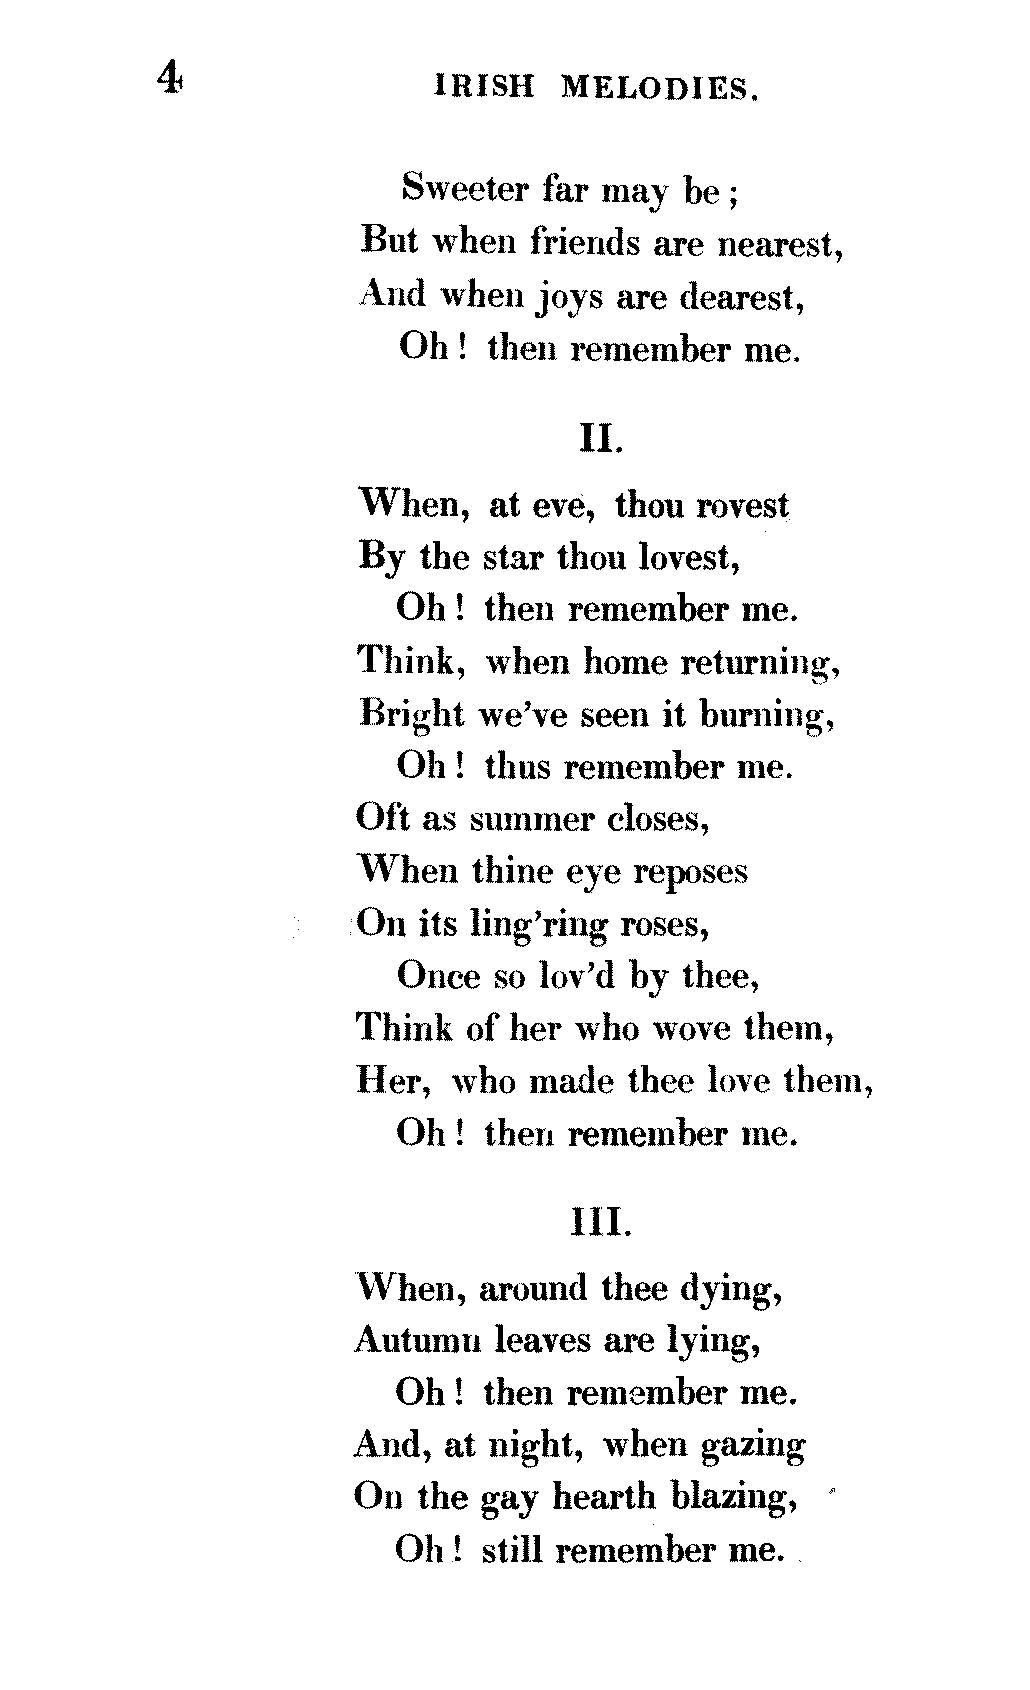 4
IRISH MELODIES.
Sweeter far may be ;
But when friends are nearest,
And when joys are dearest,
Oh ! then remember me.
II.
When, at eve, thou rovest
By the star thou lovest,
Oh ! then remember me.
Think, when home returning,
Bright we've seen it burning,
Oh ! thus remember me.
Oft as summer closes,
When thine eye reposes
On its ling'ring roses,
Once so lov'd by thee,
Think of her who wove them,
Her, who made thee love them,
Oh ! then remember me.
III.
When, around thee dying,
Autumn leaves are lying,
Oh ! then remember me.
And, at night, when gazing
On the gay hearth blazing,
Oh ! still remember me.